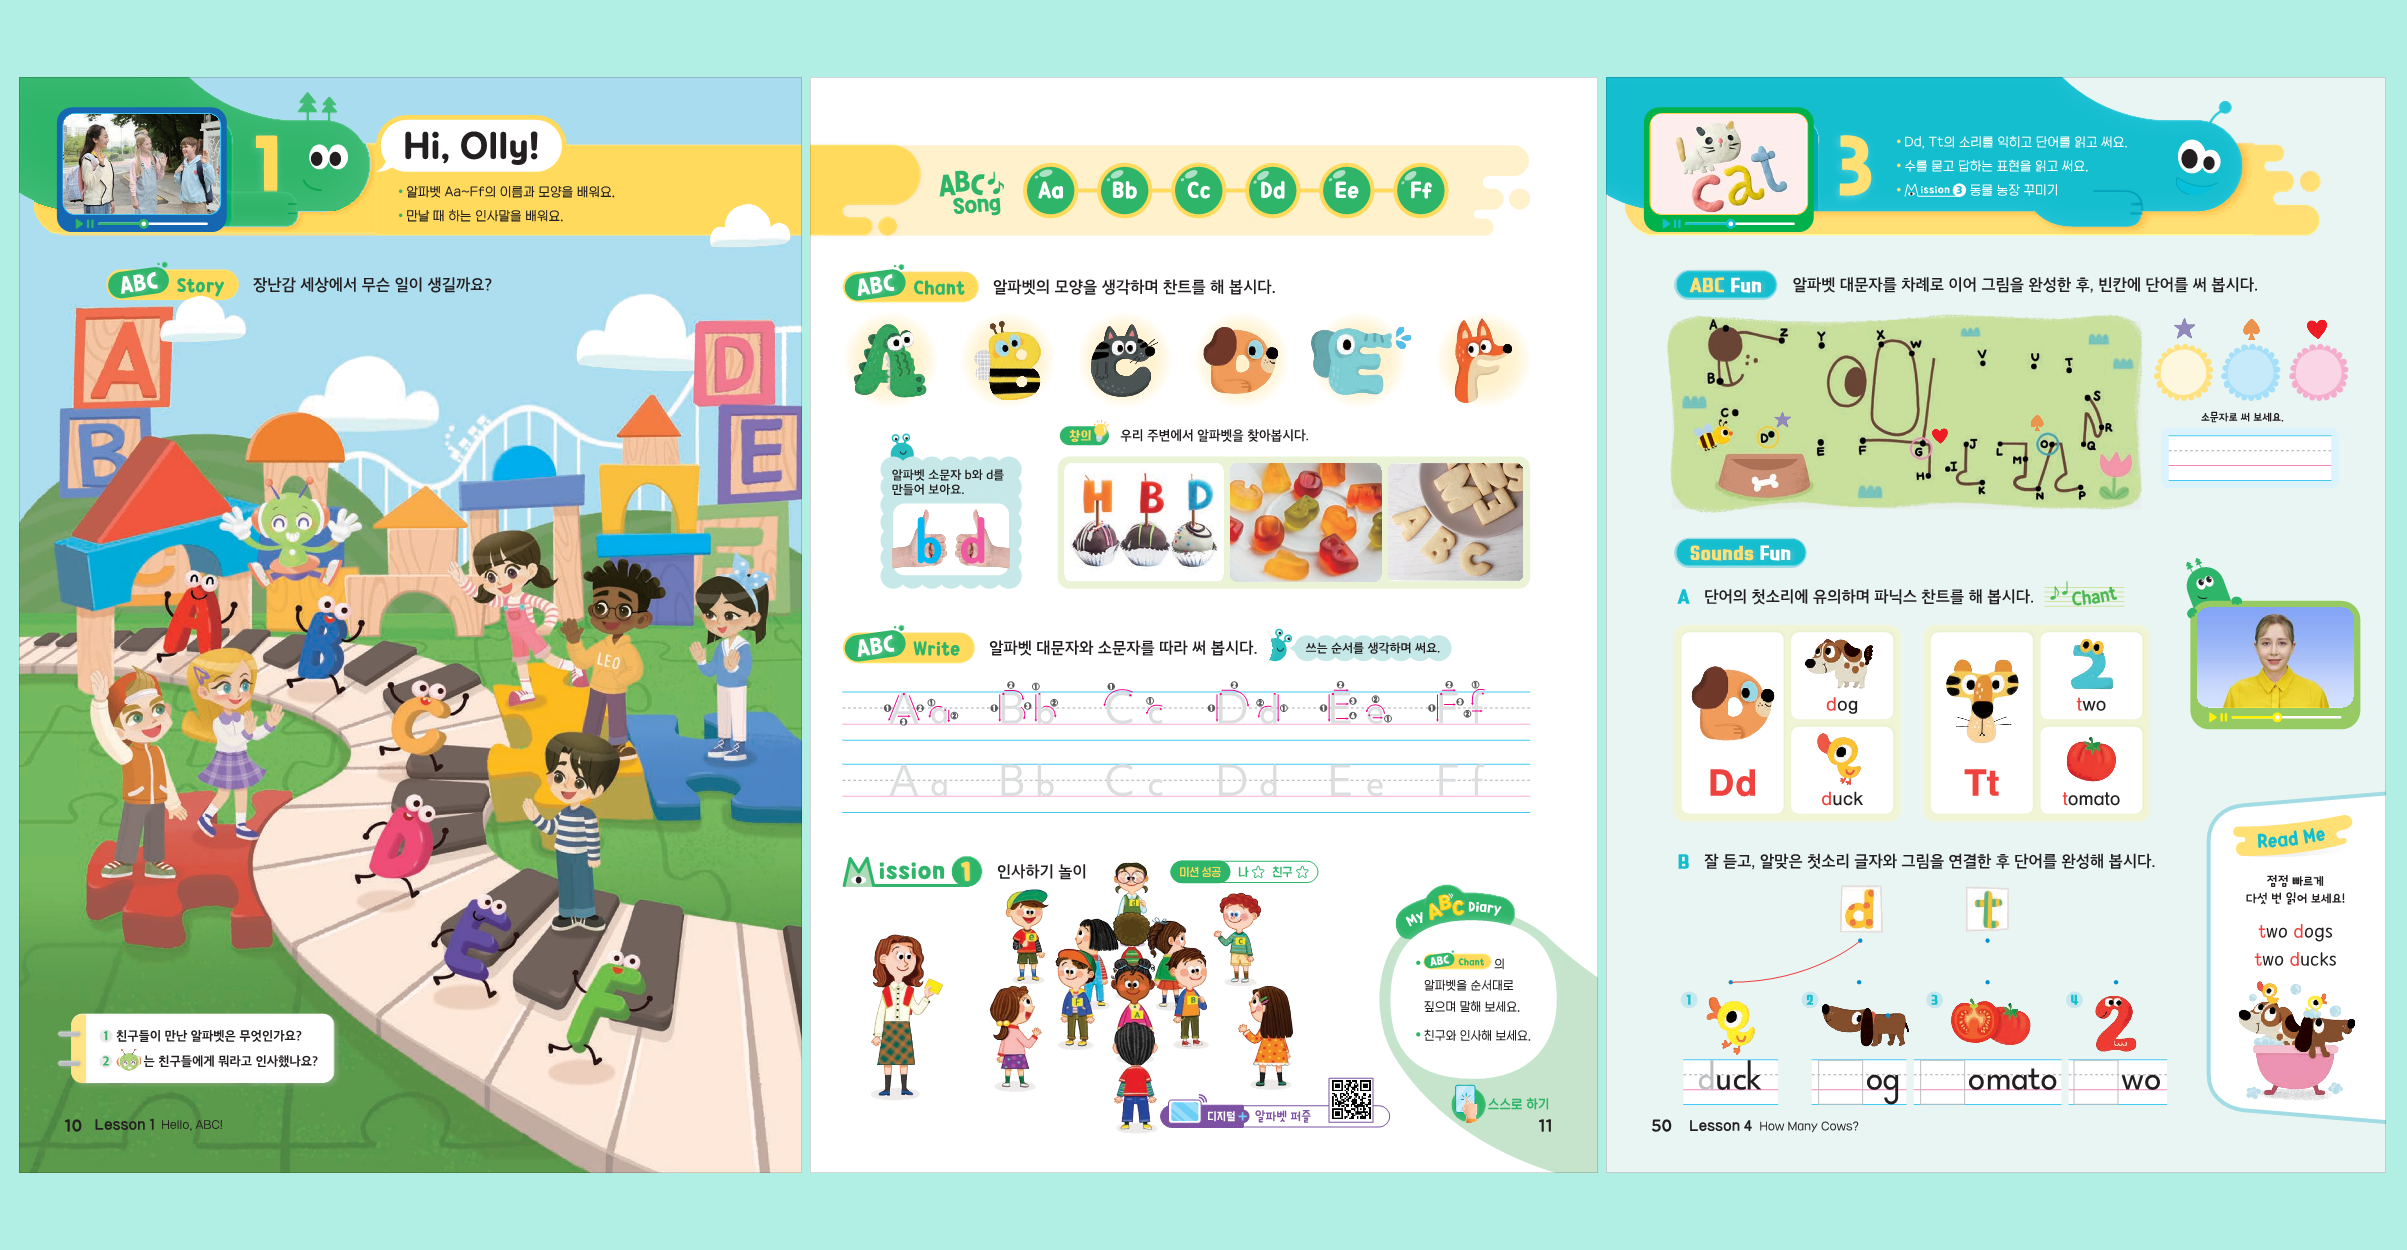 1
Hi, Olly!
• 알파벳 Aa~Ff의 이름과 모양을 배워요.
• 만날 때 하는 인사말을 배워요.
ABC Story 장난감 세상에서 무슨 일이 생길까요?
A
B
D
E
A
B
C
D
E
F
LEO
1 친구들이 만난 알파벳은 무엇인가요?
2 는 친구들에게 뭐라고 인사했나요?
10 Lesson 1 Hello, ABC!
ABC Song
Aa Bb Cc Dd Ee Ff
ABC Chant 알파벳의 모양을 생각하며 찬트를 해 봅시다.
A B C D E F
알파벳 소문자 b와 d를
만들어 보아요.
b d
창의 우리 주변에서 알파벳을 찾아봅시다.
H B D
A B C
ABC Write 알파벳 대문자와 소문자를 따라 써 봅시다.
쓰는 순서를 생각하며 써요.
Aa Bb Cc Dd Ee Ff
Aa Bb Cc Dd Ee Ff
Mission 1 인사하기 놀이
미션 성공 나 ☆ 친구 ☆
My ABC Diary
• ABC Chant 의
알파벳을 순서대로
짚으며 말해 보세요.
• 친구와 인사해 보세요.
스스로 하기
디지털 + 알파벳 퍼즐
11
cat
3
• Dd, Tt의 소리를 익히고 단어를 읽고 써요.
• 수를 묻고 답하는 표현을 읽고 써요.
• Mission 3 동물 농장 꾸미기
ABC Fun 알파벳 대문자를 차례로 이어 그림을 완성한 후, 빈칸에 단어를 써 봅시다.
A Z Y X W V U T
B
C
D E F G H I J K L M N O P Q R S
소문자로 써 보세요.
Sounds Fun
A 단어의 첫소리에 유의하며 파닉스 찬트를 해 봅시다. Chant
Dd
dog
duck
Tt
two
tomato
B 잘 듣고, 알맞은 첫소리 글자와 그림을 연결한 후 단어를 완성해 봅시다.
d t
1 2 3 4
duck og omato wo
Read Me
점점 빠르게
다섯 번 읽어 보세요!
two dogs
two ducks
50 Lesson 4 How Many Cows?